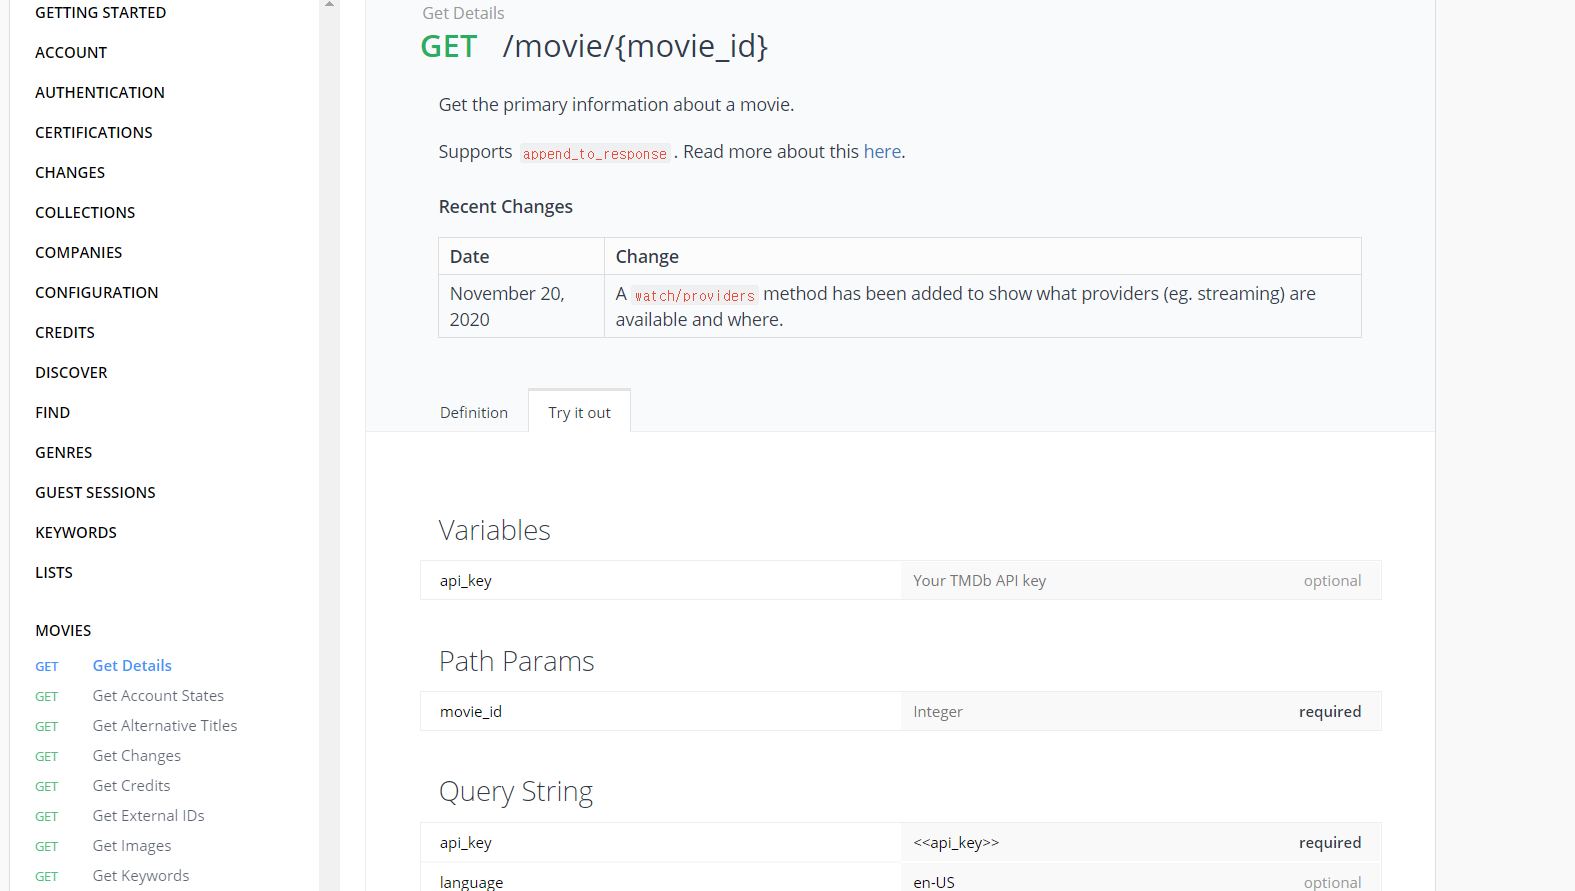 GETTING STARTED
ACCOUNT
AUTHENTICATION
CERTIFICATIONS
CHANGES
COLLECTIONS
COMPANIES
CONFIGURATION
CREDITS
DISCOVER
FIND
GENRES
GUEST SESSIONS
KEYWORDS
LISTS
MOVIES
GET Get Details
GET Get Account States
GET Get Alternative Titles
GET Get Changes
GET Get Credits
GET Get External IDs
GET Get Images
GET Get Keywords
Get Details
GET /movie/{movie_id}
Get the primary information about a movie.
Supports append_to_response . Read more about this here.
Recent Changes
Date Change
November 20, 2020 A watch/providers method has been added to show what providers (eg. streaming) are
available and where.
Definition Try it out
Variables
api_key Your TMDb API key optional
Path Params
movie_id Integer required
Query String
api_key <<api_key>> required
language en-US optional